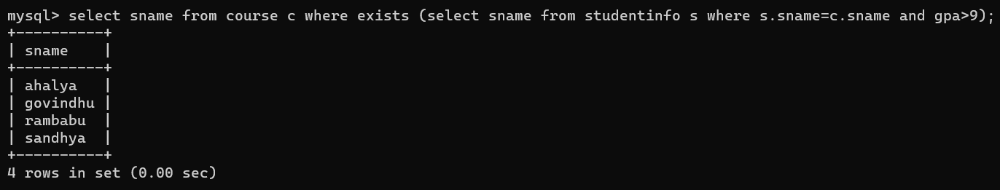 mysql> select sname from course c where exists (select sname from studentinfo s where s.sname=c.sname and gpa>9);
+----------+
| sname    |
+----------+
| ahalya   |
| govindhu |
| rambabu  |
| sandhya  |
+----------+
4 rows in set (0.00 sec)